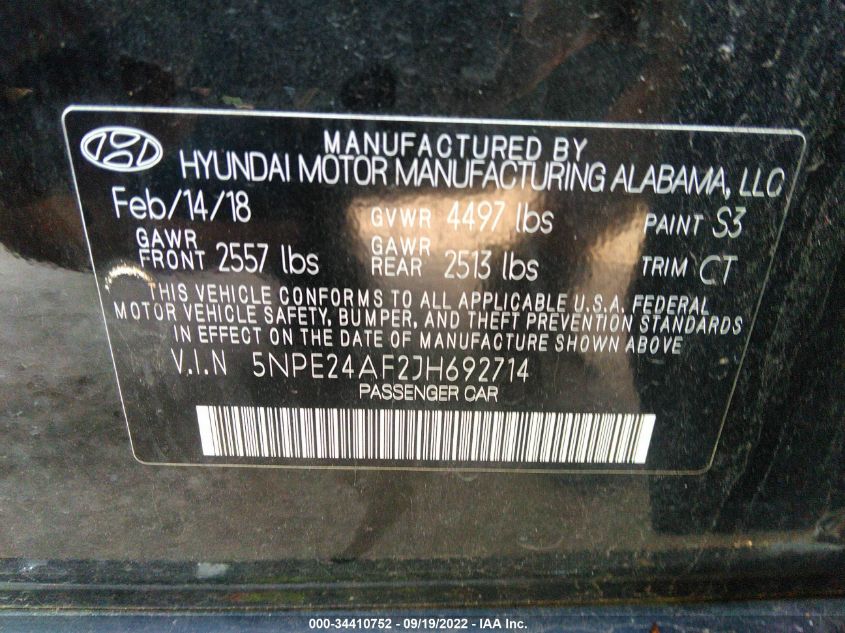 MANUFACTURED BY
HYUNDAI MOTOR MANUFACTURING ALABAMA, LLC
Feb/14/18 GVWR 4497 lbs PAINT S3
GAWR FRONT 2557 lbs GAWR REAR 2513 lbs TRIM CT
THIS VEHICLE CONFORMS TO ALL APPLICABLE U.S.A. FEDERAL
MOTOR VEHICLE SAFETY, BUMPER, AND THEFT PREVENTION STANDARDS
IN EFFECT ON THE DATE OF MANUFACTURE SHOWN ABOVE
V.I.N 5NPE24AF2JH692714
PASSENGER CAR
000-34410752 - 09/19/2022 - IAA Inc.